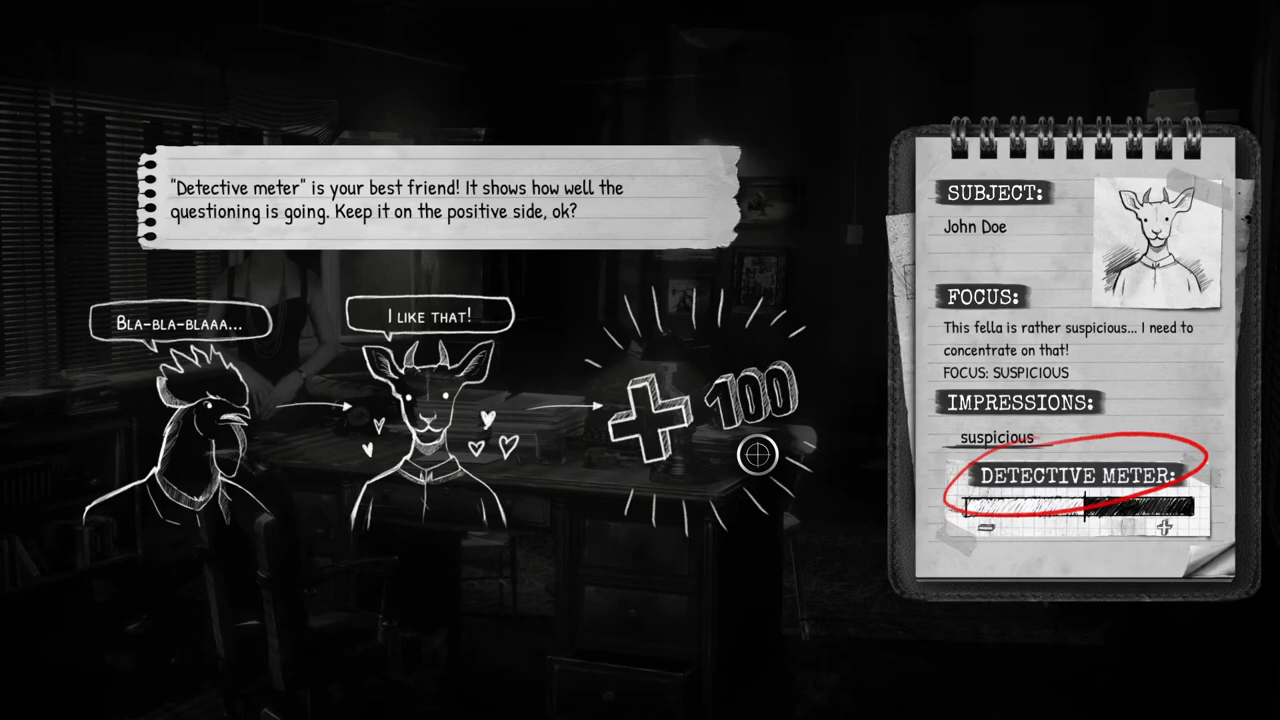 "Detective meter" is your best friend! It shows how well the
questioning is going. Keep it on the positive side, ok?
BLA-BLA-BLAAA...
I LIKE THAT!
+ 100
SUBJECT:
John Doe
FOCUS:
This fella is rather suspicious... I need to
concentrate on that!
FOCUS: SUSPICIOUS
IMPRESSIONS:
suspicious
DETECTIVE METER:
- +